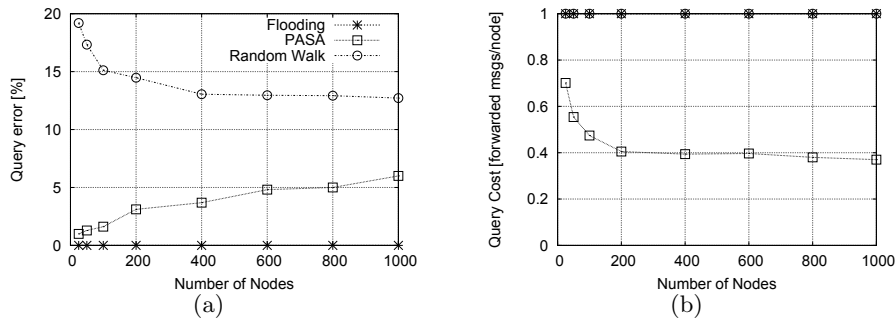 20
15
10
5
0
Query error [%]
Flooding
PASA
Random Walk
0 200 400 600 800 1000
Number of Nodes
(a)
1
0.8
0.6
0.4
0.2
0
Query Cost [forwarded msgs/node]
0 200 400 600 800 1000
Number of Nodes
(b)